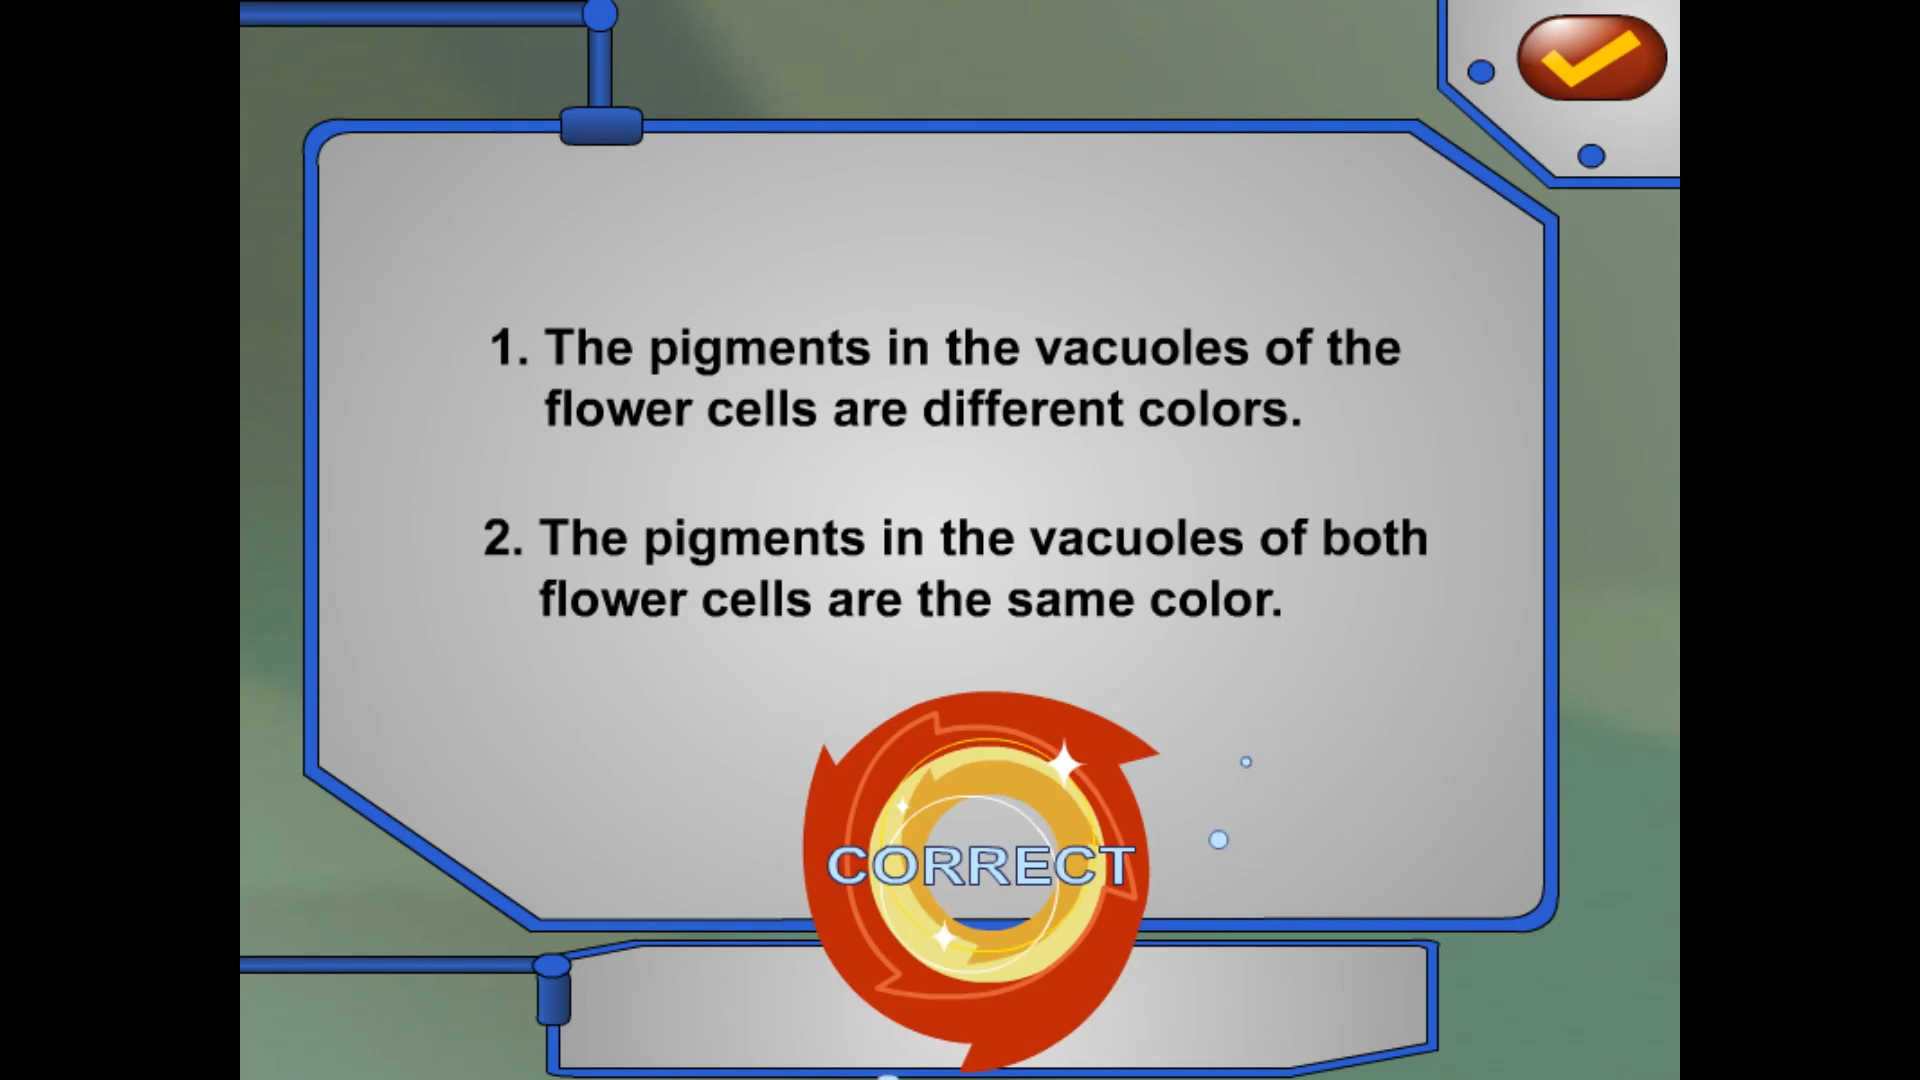 1. The pigments in the vacuoles of the
flower cells are different colors.
2. The pigments in the vacuoles of both
flower cells are the same color.
CORRECT